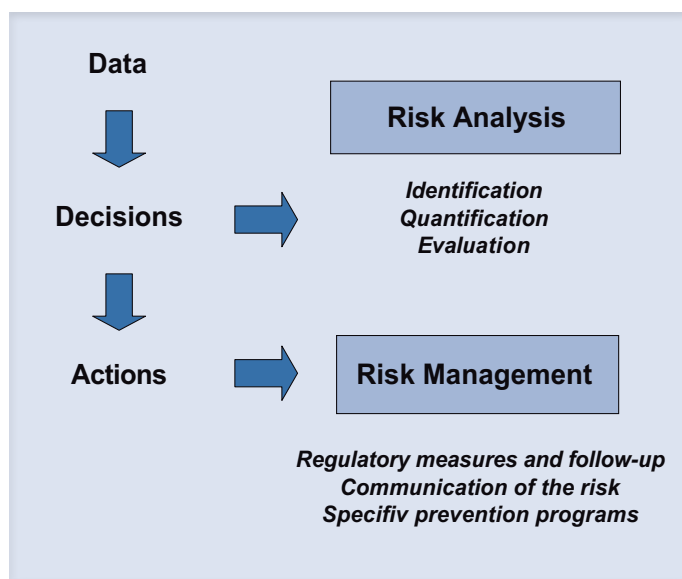 Data
Risk Analysis
Identification
Quantification
Evaluation
Decisions
Actions
Risk Management
Regulatory measures and follow-up
Communication of the risk
Specifiv prevention programs